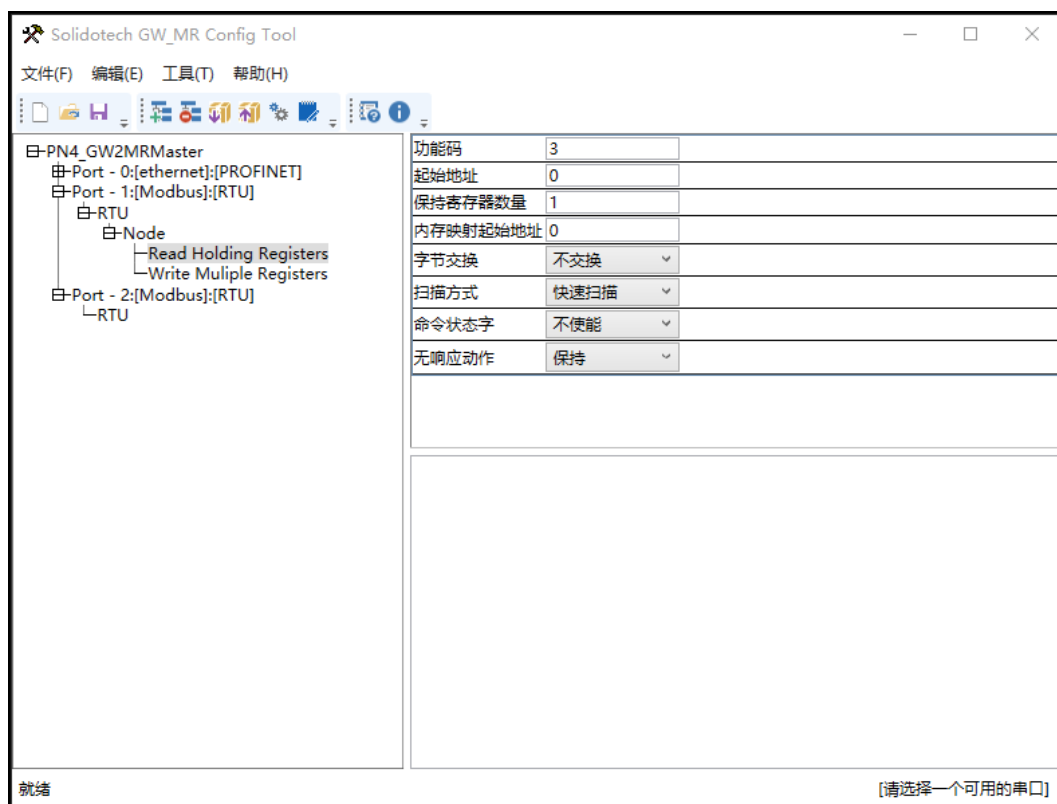 Solidotech GW_MR Config Tool
文件(F) 编辑(E) 工具(T) 帮助(H)
PN4_GW2MRMaster
Port - 0:[ethernet]:[PROFINET]
Port - 1:[Modbus]:[RTU]
RTU
Node
Read Holding Registers
Write Muliple Registers
Port - 2:[Modbus]:[RTU]
RTU
功能码 3
起始地址 0
保持寄存器数量 1
内存映射起始地址 0
字节交换 不交换
扫描方式 快速扫描
命令状态字 不使能
无响应动作 保持
就绪 [请选择一个可用的串口]